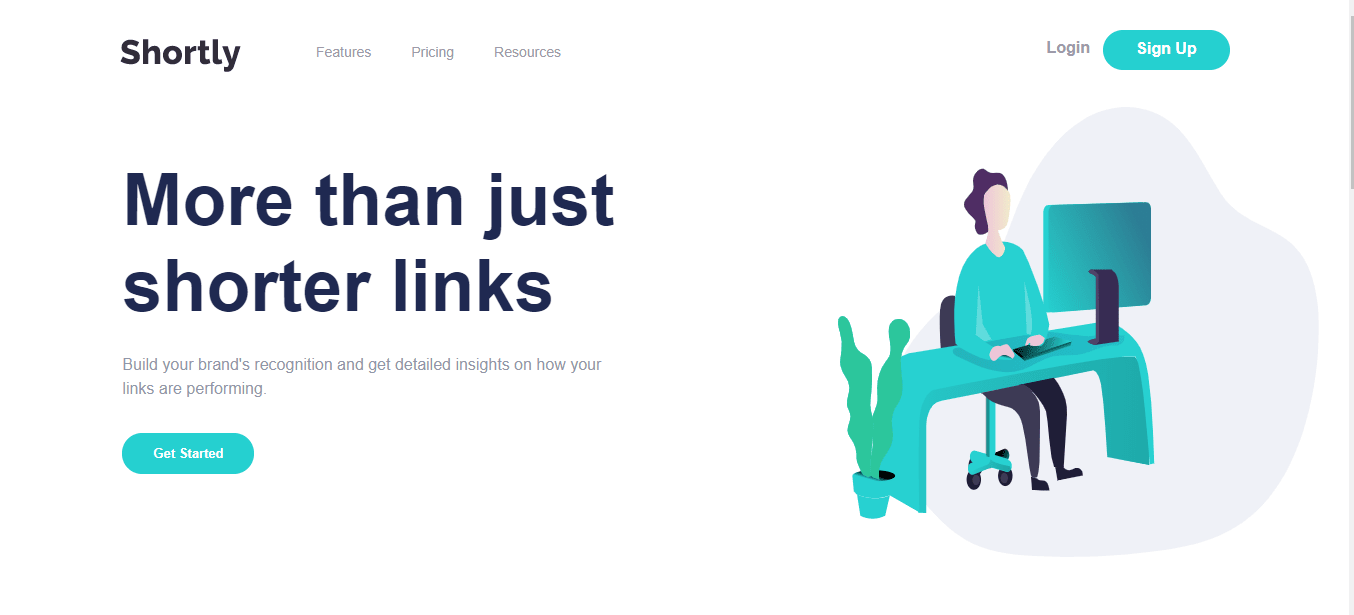 Shortly
Features
Pricing
Resources
Login
Sign Up
More than just
shorter links
Build your brand's recognition and get detailed insights on how your
links are performing.
Get Started